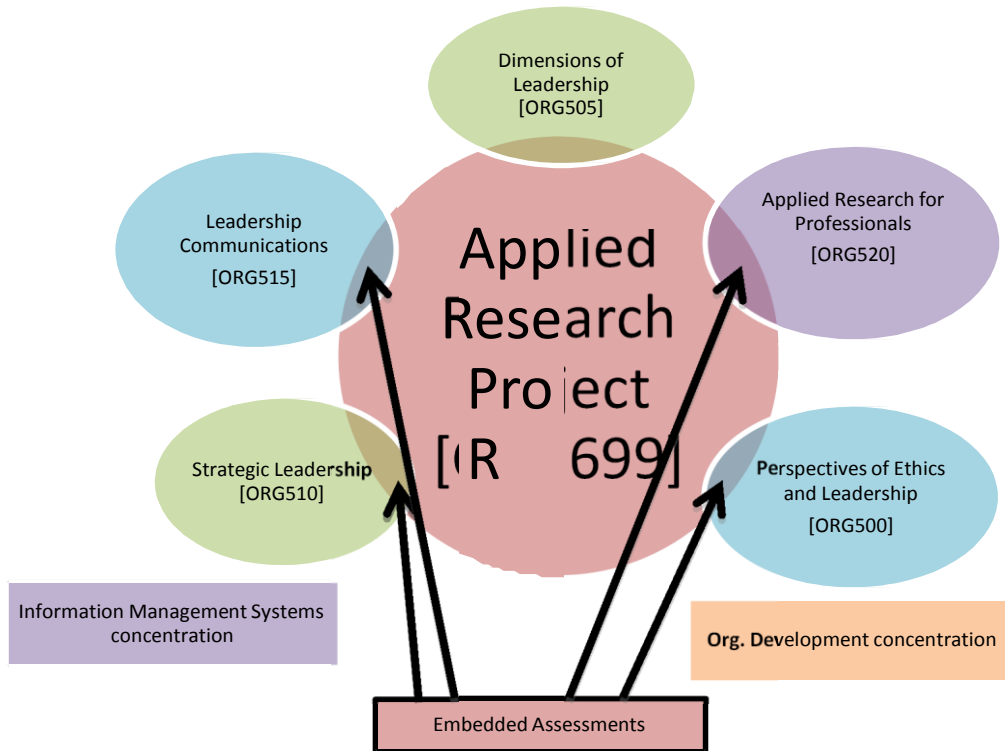 Dimensions of
Leadership
[ORG505]
Leadership
Communications
[ORG515]
Applied Research for
Professionals
[ORG520]
Applied
Research
Project
[ R 699]
Strategic Leadership
[ORG510]
Perspectives of Ethics
and Leadership
[ORG500]
Information Management Systems
concentration
Org. Development concentration
Embedded Assessments